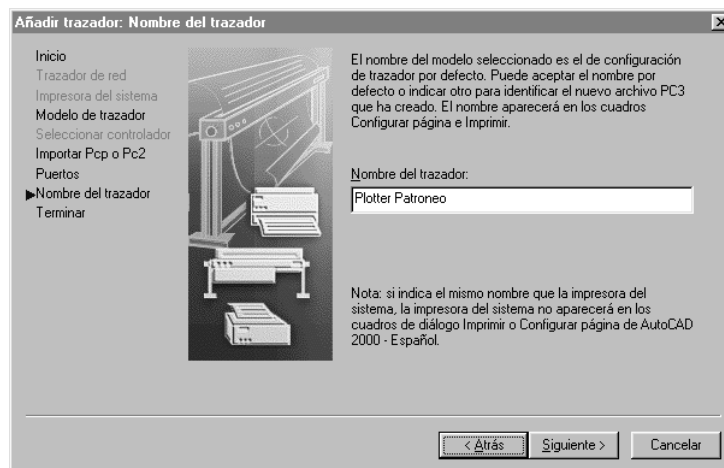 Añadir trazador: Nombre del trazador
Inicio
Trazador de red
Impresora del sistema
Modelo de trazador
Seleccionar controlador
Importar Pcp o Pc2
Puertos
Nombre del trazador
Terminar
El nombre del modelo seleccionado es el de configuración
de trazador por defecto. Puede aceptar el nombre por
defecto o indicar otro para identificar el nuevo archivo PC3
que ha creado. El nombre aparecerá en los cuadros
Configurar página e Imprimir.
Nombre del trazador:
Plotter Patroneo
Nota: si indica el mismo nombre que la impresora del
sistema, la impresora del sistema no aparecerá en los
cuadros de diálogo Imprimir o Configurar página de AutoCAD
2000 - Español.
< Atrás
Siguiente >
Cancelar